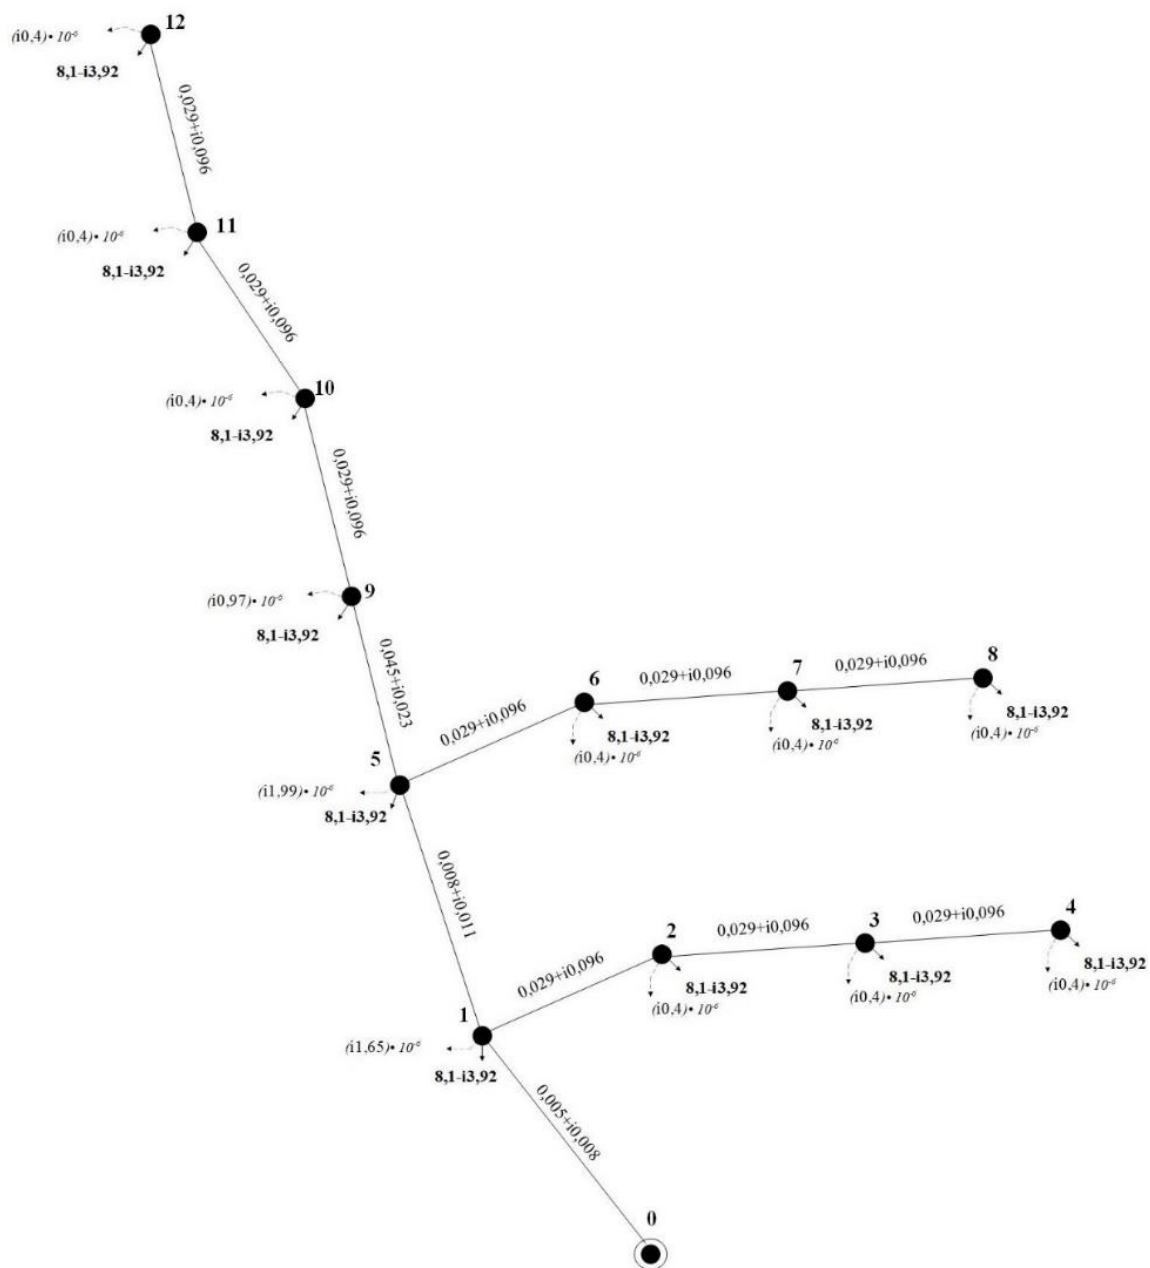 12
(i0,4)• 10⁻⁶
8,1-i3,92
0,029+i0,096
11
(i0,4)• 10⁻⁶
8,1-i3,92
0,029+i0,096
10
(i0,4)• 10⁻⁶
8,1-i3,92
0,029+i0,096
9
(i0,97)• 10⁻⁶
8,1-i3,92
0,045+i0,023
6
0,029+i0,096
7
0,029+i0,096
8
0,029+i0,096
8,1-i3,92
(i0,4)• 10⁻⁶
8,1-i3,92
(i0,4)• 10⁻⁶
8,1-i3,92
(i0,4)• 10⁻⁶
5
(i1,99)• 10⁻⁶
8,1-i3,92
0,008+i0,011
2
0,029+i0,096
3
0,029+i0,096
4
0,029+i0,096
8,1-i3,92
(i0,4)• 10⁻⁶
8,1-i3,92
(i0,4)• 10⁻⁶
8,1-i3,92
(i0,4)• 10⁻⁶
1
(i1,65)• 10⁻⁶
8,1-i3,92
0,005+i0,008
0